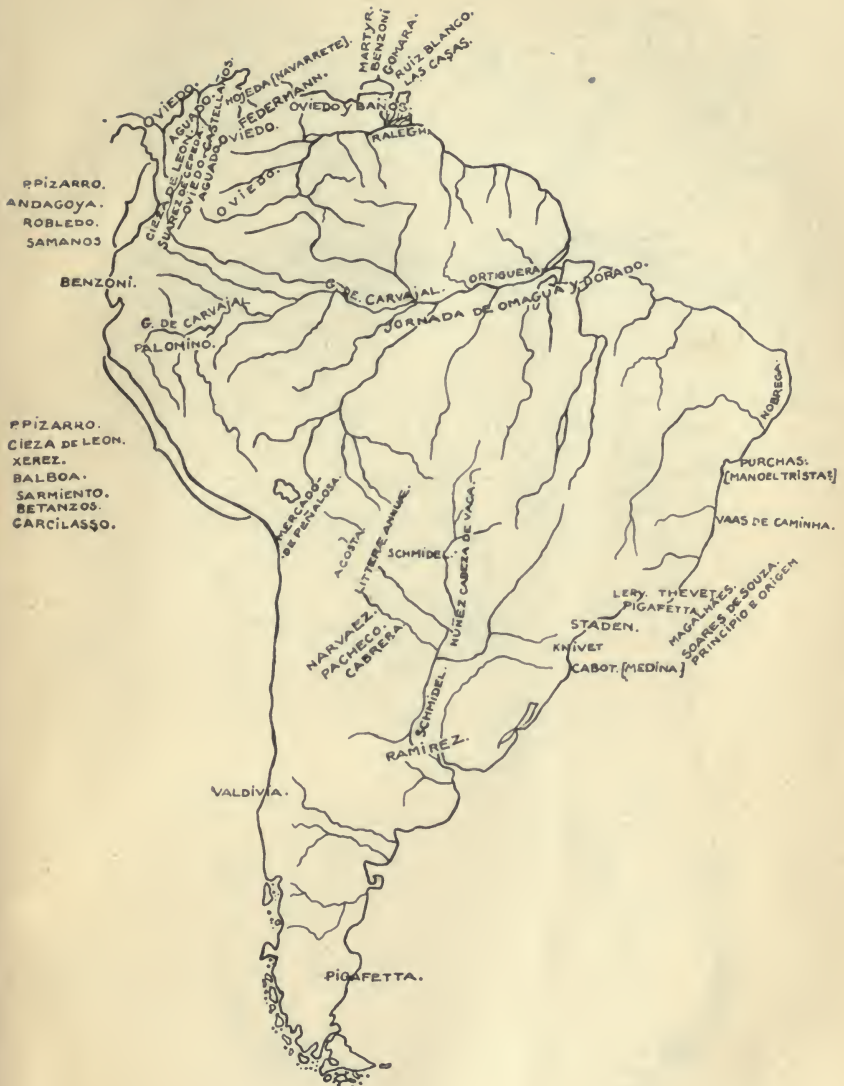 MARTYR.
BENZONI
GOMARA.
RUIZ BLANCO.
LAS CASAS.
OVIEDO.
AGUADO.
CIEZA DE LEON.
SUAREZ DE CEPEDA.
OVIEDO-CASTELLAÑOS.
AGUADO
HOJEDA [NAVARRETE].
FEDERMANN.
OVIEDO.
OVIEDO Y BAÑOS.
RALEGH.
OVIEDO.
P.PIZARRO.
ANDAGOYA.
ROBLEDO.
SAMANOS
BENZONI.
G. DE CARVAJAL.
ORTIGUERA
JORNADA DE OMAGUA Y DORADO.
G. DE CARVAJAL
PALOMINO.
NOBREGA.
P.PIZARRO.
CIEZA DE LEON.
XEREZ.
BALBOA.
SARMIENTO.
BETANZOS.
GARCILASSO.
PURCHAS:
[MANOEL TRISTA?]
MERCADO-
DE PEÑALOSA.
ACOSTA.
LITTERÆ ANNUÆ.
SCHMIDEL.
NUÑEZ CABEZA DE VACA.
VAAS DE CAMINHA.
LERY. THEVET
PIGAFETTA.
MAGALHÃES.
SOARES DE SOUZA.
PRINCIPIO E ORIGEM
STADEN.
KNIVET
CABOT. [MEDINA]
NARVAEZ.
PACHECO.
CABRERA
SCHMIDEL.
RAMIREZ.
VALDIVIA.
PIGAFETTA.